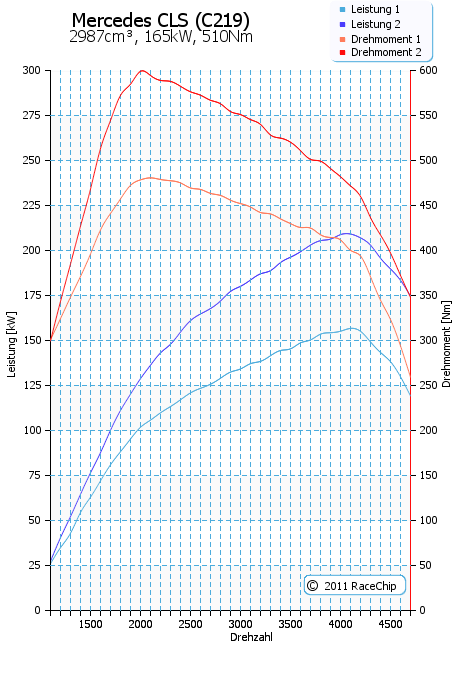 Mercedes CLS (C219)
2987cm³, 165kW, 510Nm
Leistung 1
Leistung 2
Drehmoment 1
Drehmoment 2
300
275
250
225
200
175
150
125
100
75
50
25
0
Leistung [kW]
600
550
500
450
400
350
300
250
200
150
100
50
0
Drehmoment [Nm]
1500 2000 2500 3000 3500 4000 4500
Drehzahl
© 2011 RaceChip